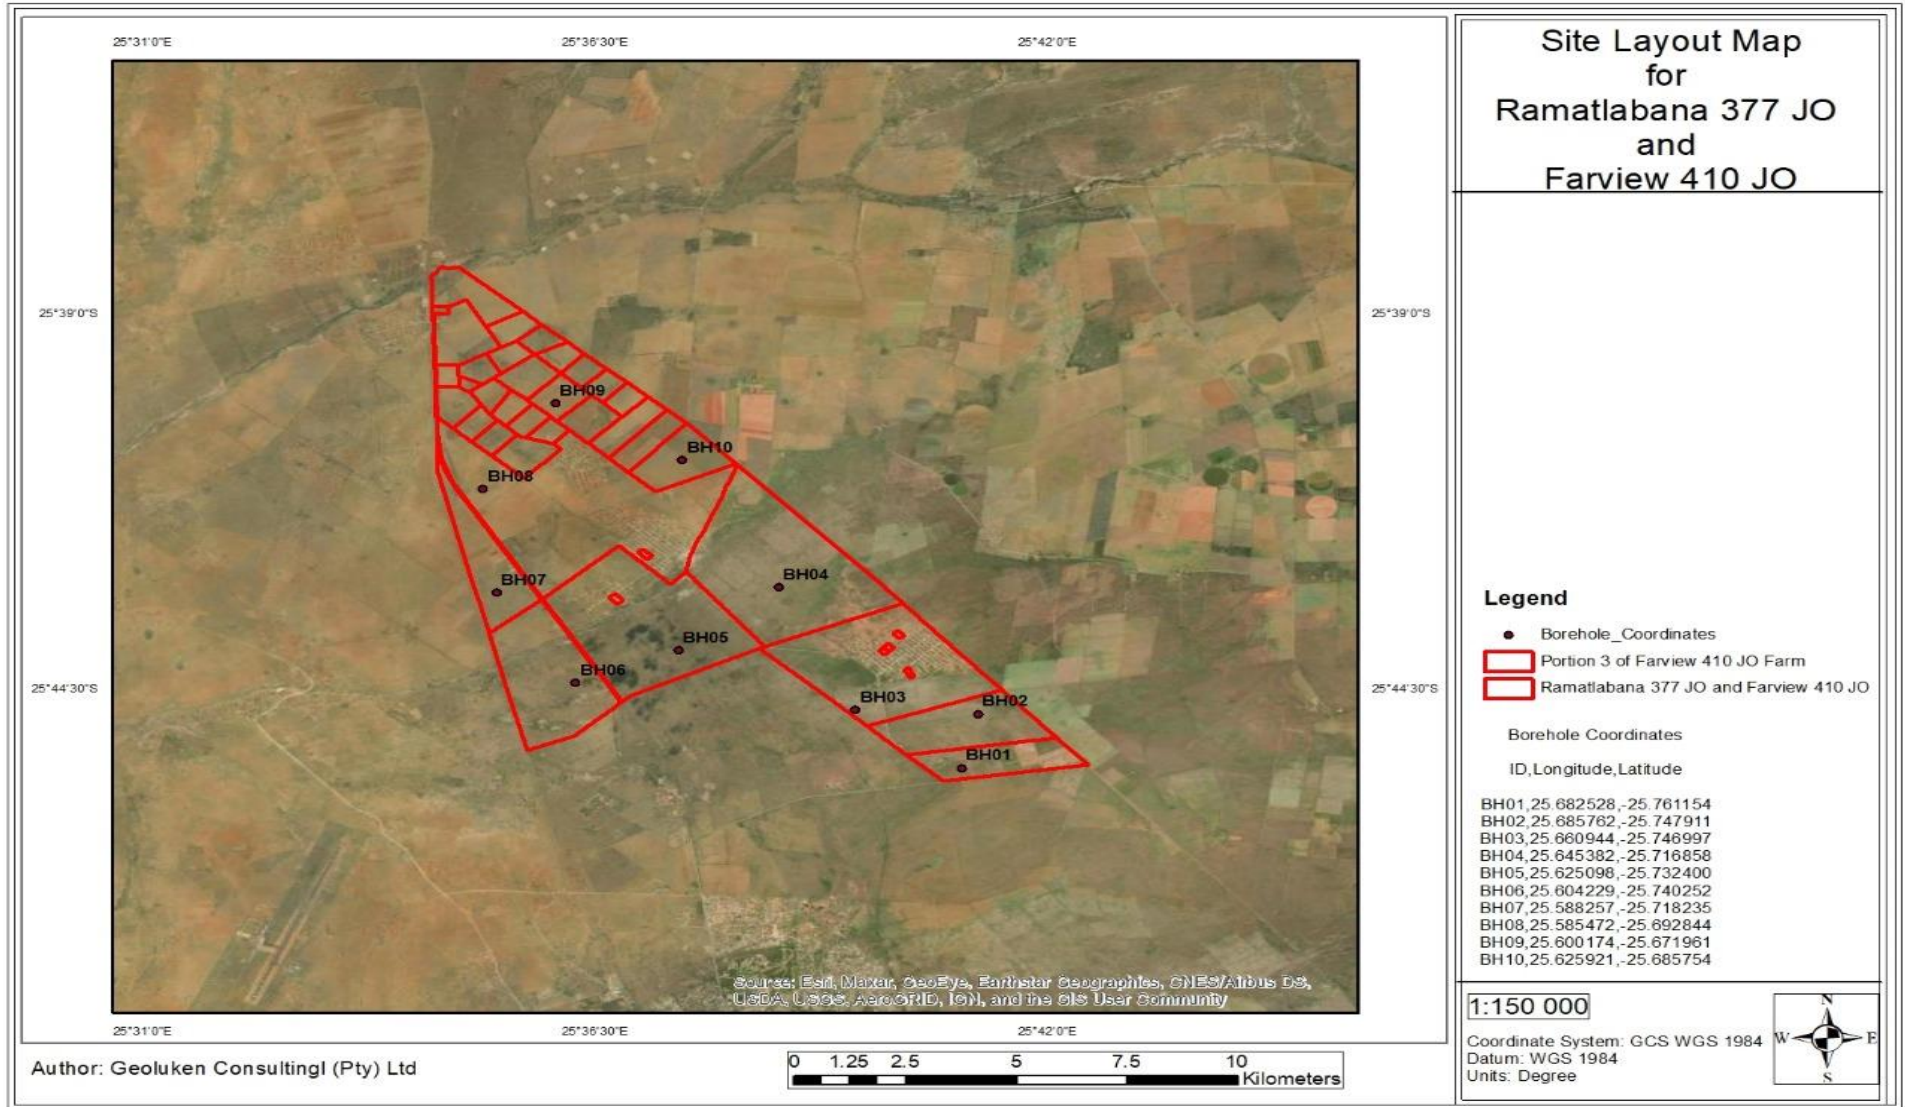 25°31'0"E
25°36'30"E
25°42'0"E
25°39'0"S
25°39'0"S
25°44'30"S
25°44'30"S
BH09
BH10
BH08
BH07
BH04
BH05
BH06
BH03
BH02
BH01
Source: Esri, Maxar, GeoEye, Earthstar Geographics, CNES/Airbus DS,
USDA, USGS, AeroGRID, IGN, and the GIS User Community
25°31'0"E
25°36'30"E
25°42'0"E
Author: Geoluken Consultingl (Pty) Ltd
0 1.25 2.5 5 7.5 10
Kilometers
Site Layout Map
for
Ramatlabana 377 JO
and
Farview 410 JO
Legend
Borehole_Coordinates
Portion 3 of Farview 410 JO Farm
Ramatlabana 377 JO and Farview 410 JO
Borehole Coordinates
ID,Longitude,Latitude
BH01,25.682528,-25.761154
BH02,25.685762,-25.747911
BH03,25.660944,-25.746997
BH04,25.645382,-25.716858
BH05,25.625098,-25.732400
BH06,25.604229,-25.740252
BH07,25.588257,-25.718235
BH08,25.585472,-25.692844
BH09,25.600174,-25.671961
BH10,25.625921,-25.685754
1:150 000
Coordinate System: GCS WGS 1984
Datum: WGS 1984
Units: Degree
N
W E
S